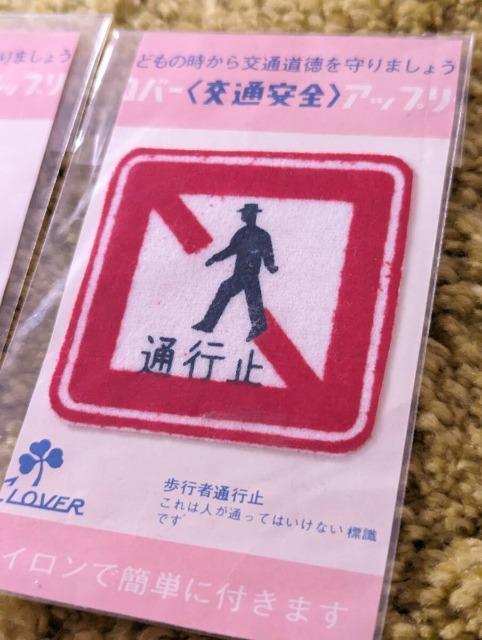 守りましょう
ップリ
どもの時から交通道徳を守りましょう
ロバー〈交通安全〉アップリ
通行止
歩行者通行止
これは人が通ってはいけない標識
です
CLOVER
イロンで簡単に付きます